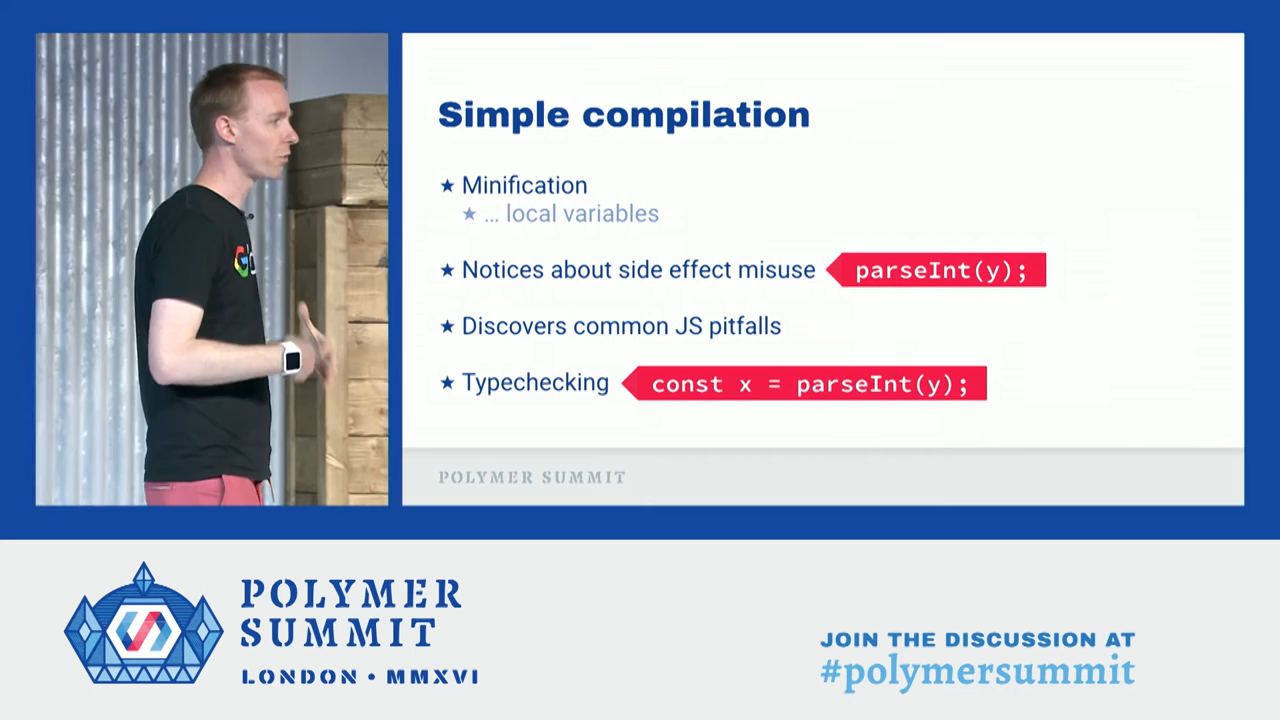 Simple compilation
★ Minification
★ … local variables
★ Notices about side effect misuse parseInt(y);
★ Discovers common JS pitfalls
★ Typechecking const x = parseInt(y);
POLYMER SUMMIT
POLYMER
SUMMIT
LONDON • MMXVI
JOIN THE DISCUSSION AT
#polymersummit